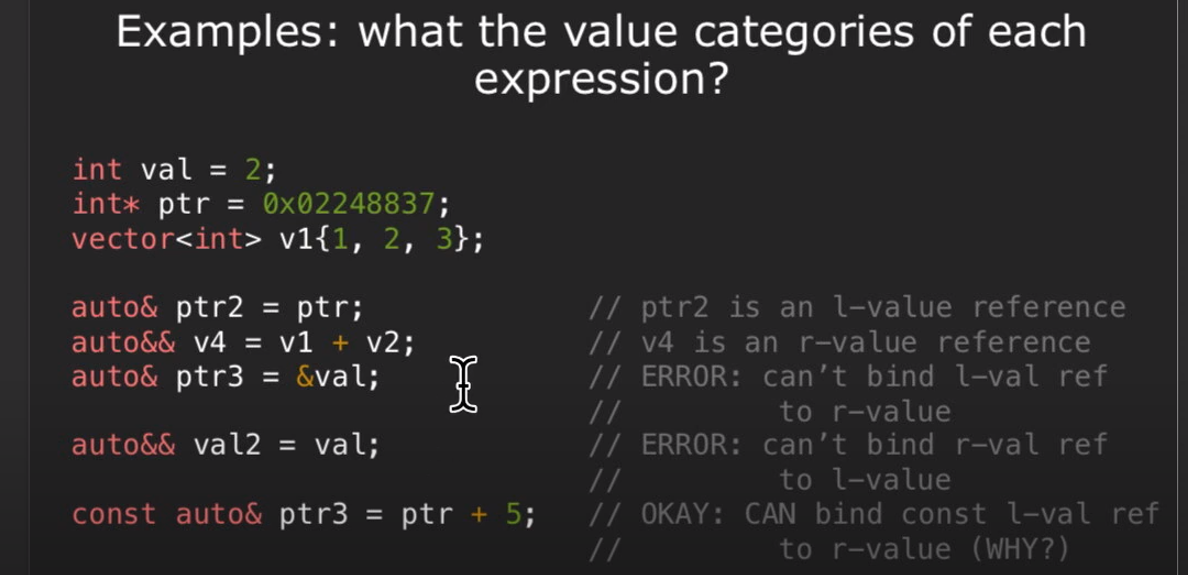 Examples: what the value categories of each
expression?
int val = 2;
int* ptr = 0x02248837;
vector<int> v1{1, 2, 3};
auto& ptr2 = ptr; // ptr2 is an l-value reference
auto&& v4 = v1 + v2; // v4 is an r-value reference
auto& ptr3 = &val; // ERROR: can't bind l-val ref
// to r-value
auto&& val2 = val; // ERROR: can't bind r-val ref
// to l-value
const auto& ptr3 = ptr + 5; // OKAY: CAN bind const l-val ref
// to r-value (WHY?)